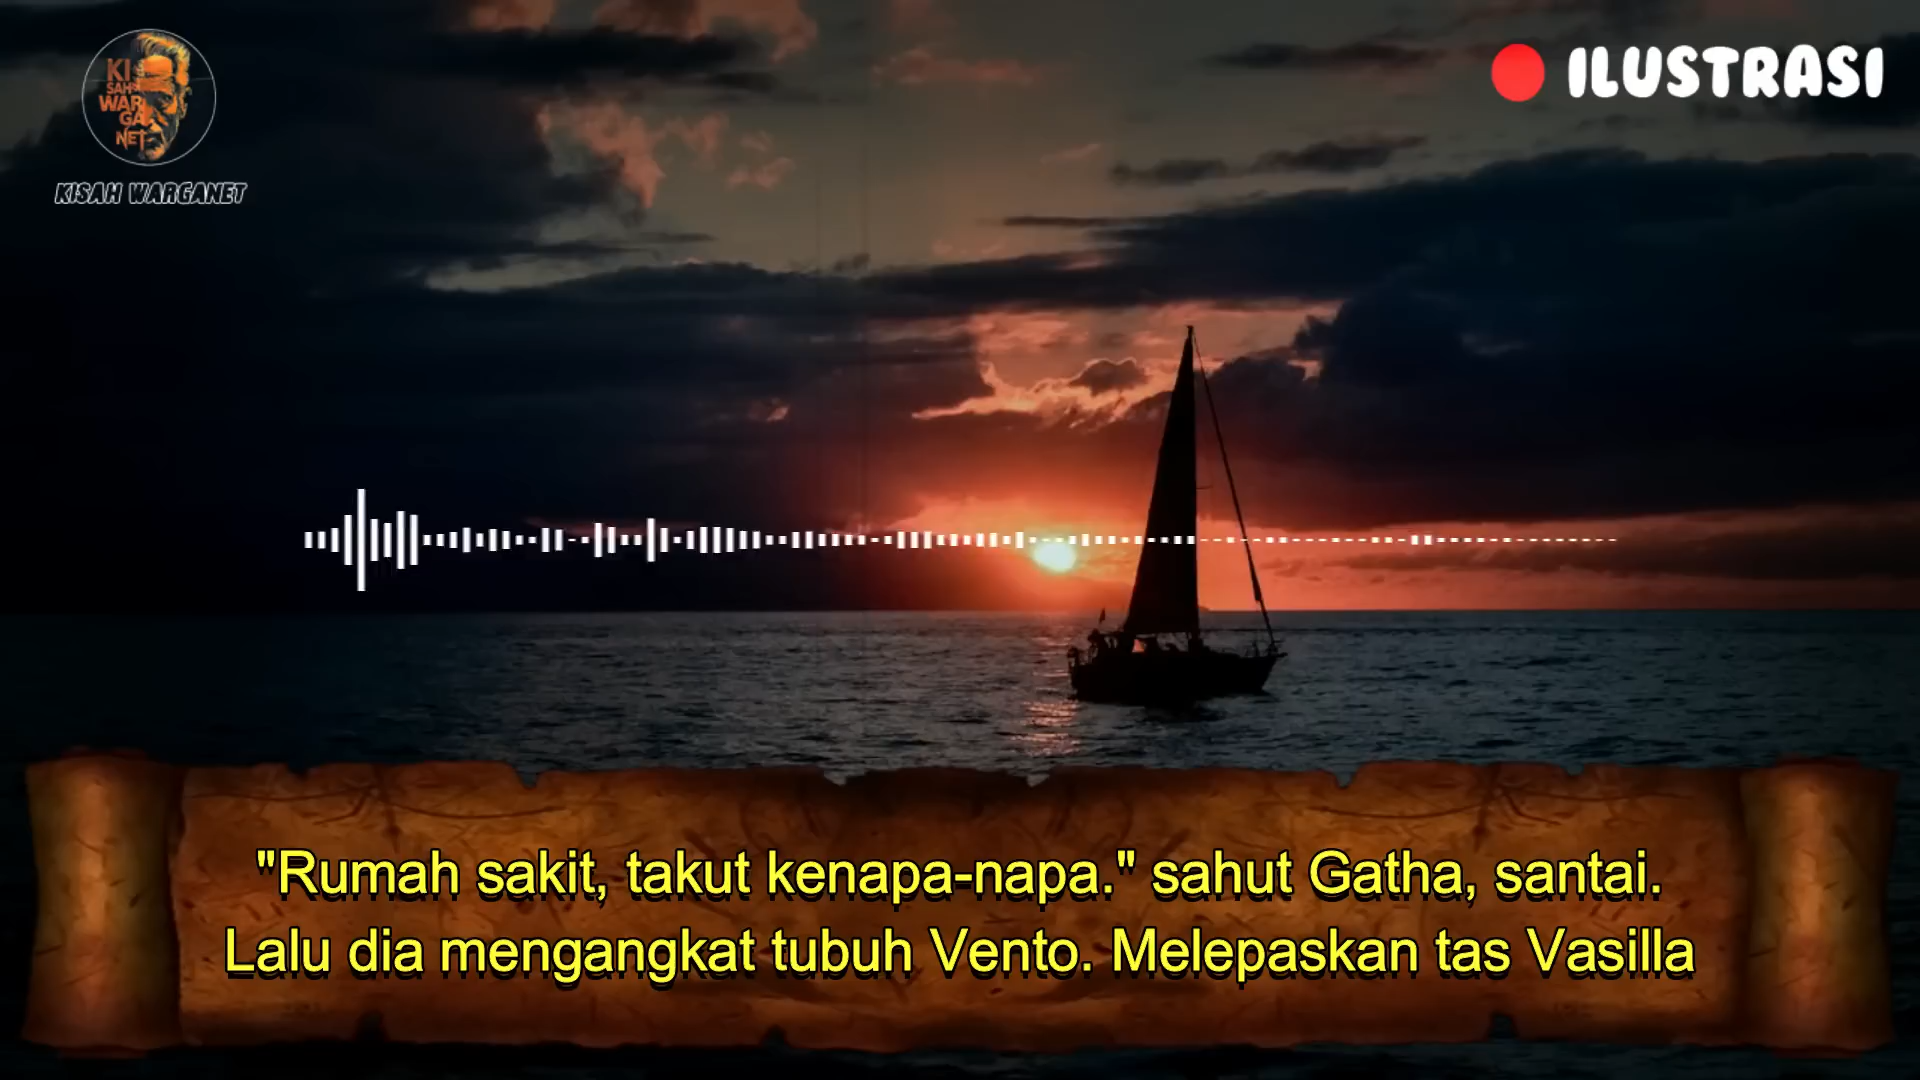 KI
SAH
WAR
GA
NET
KISAH WARGANET
ILUSTRASI
"Rumah sakit, takut kenapa-napa." sahut Gatha, santai.
Lalu dia mengangkat tubuh Vento. Melepaskan tas Vasilla